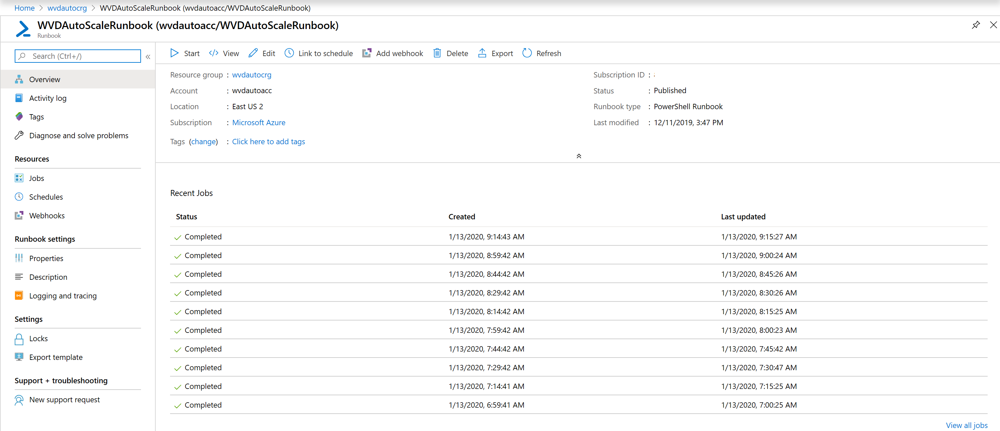 Home > wvdautocrg > WVDAutoScaleRunbook (wvdautoacc/WVDAutoScaleRunbook)
WVDAutoScaleRunbook (wvdautoacc/WVDAutoScaleRunbook)
Runbook
Search (Ctrl+/)
«
Overview
Activity log
Tags
Diagnose and solve problems
Resources
Jobs
Schedules
Webhooks
Runbook settings
Properties
Description
Logging and tracing
Settings
Locks
Export template
Support + troubleshooting
New support request
Start View Edit Link to schedule Add webhook Delete Export Refresh
Resource group : wvdautocrg
Account : wvdautoacc
Location : East US 2
Subscription : Microsoft Azure
Tags (change) : Click here to add tags
Subscription ID :
Status : Published
Runbook type : PowerShell Runbook
Last modified : 12/11/2019, 3:47 PM
Recent Jobs
Status Created Last updated
Completed 1/13/2020, 9:14:43 AM 1/13/2020, 9:15:27 AM
Completed 1/13/2020, 8:59:42 AM 1/13/2020, 9:00:24 AM
Completed 1/13/2020, 8:44:42 AM 1/13/2020, 8:45:26 AM
Completed 1/13/2020, 8:29:42 AM 1/13/2020, 8:30:26 AM
Completed 1/13/2020, 8:14:42 AM 1/13/2020, 8:15:25 AM
Completed 1/13/2020, 7:59:42 AM 1/13/2020, 8:00:23 AM
Completed 1/13/2020, 7:44:42 AM 1/13/2020, 7:45:42 AM
Completed 1/13/2020, 7:29:42 AM 1/13/2020, 7:30:47 AM
Completed 1/13/2020, 7:14:41 AM 1/13/2020, 7:15:25 AM
Completed 1/13/2020, 6:59:41 AM 1/13/2020, 7:00:25 AM
View all jobs